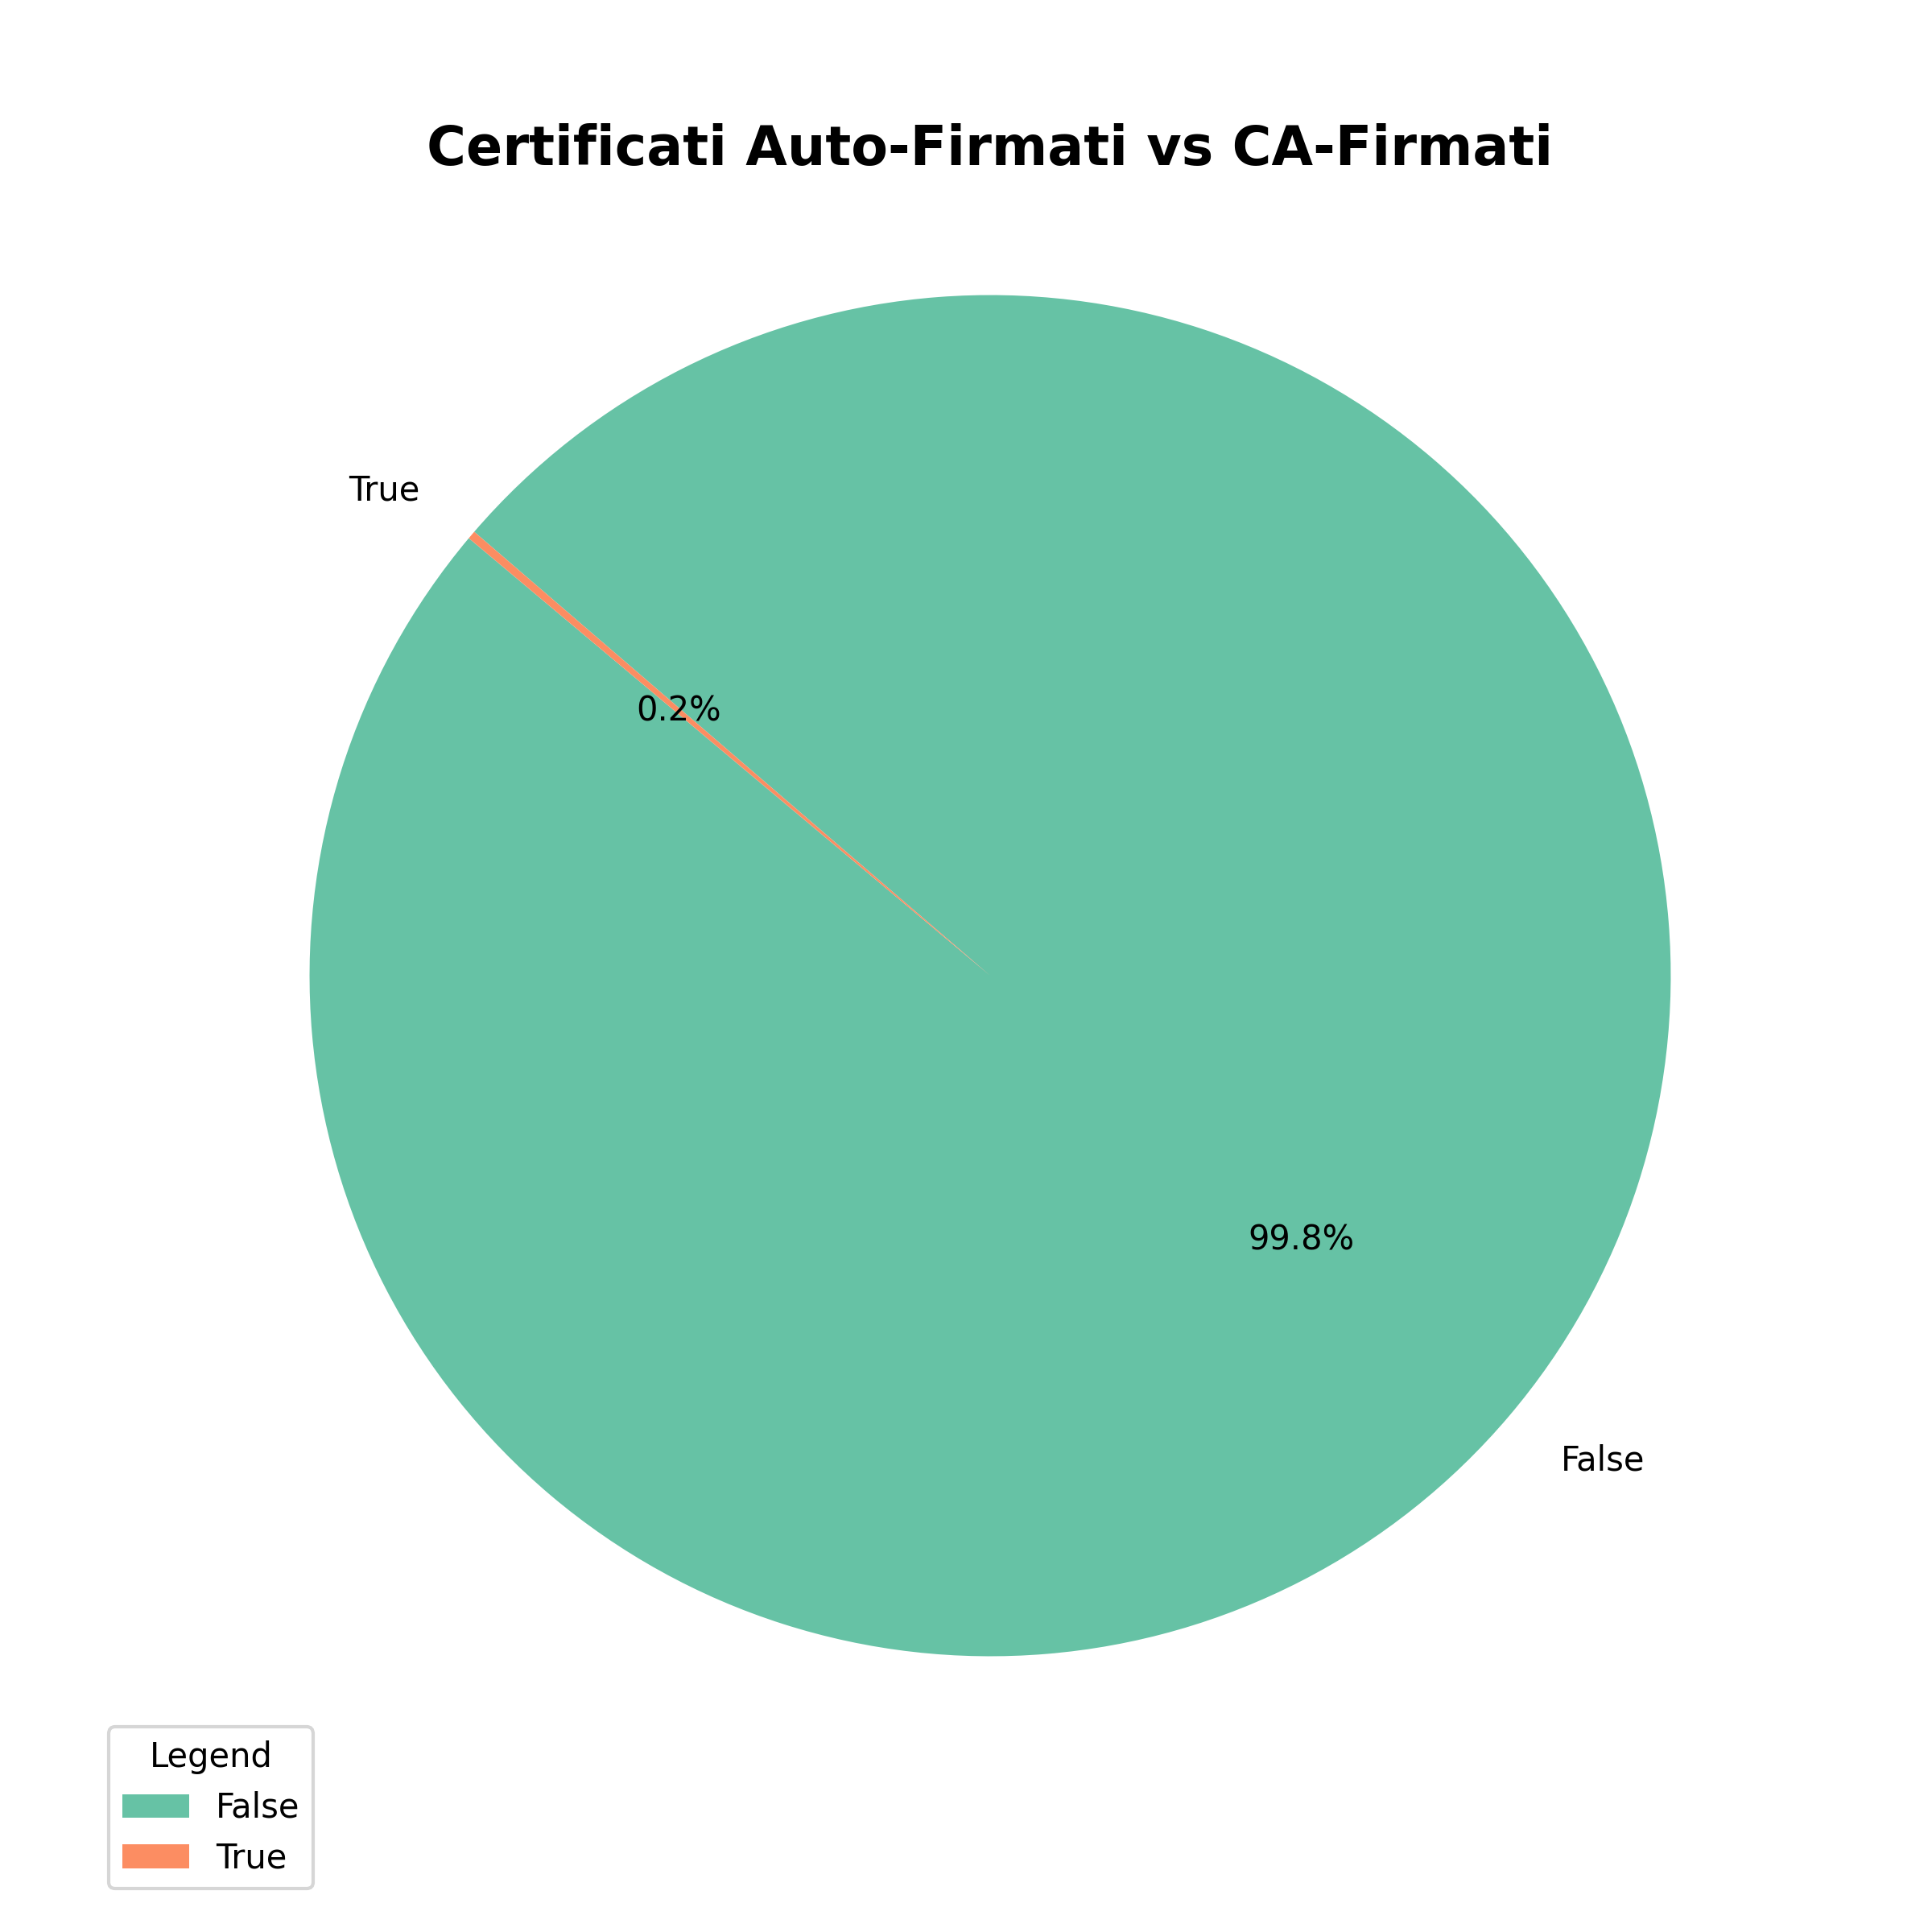 Certificati Auto-Firmati vs CA-Firmati
True
0.2%
99.8%
False
Legend
False
True